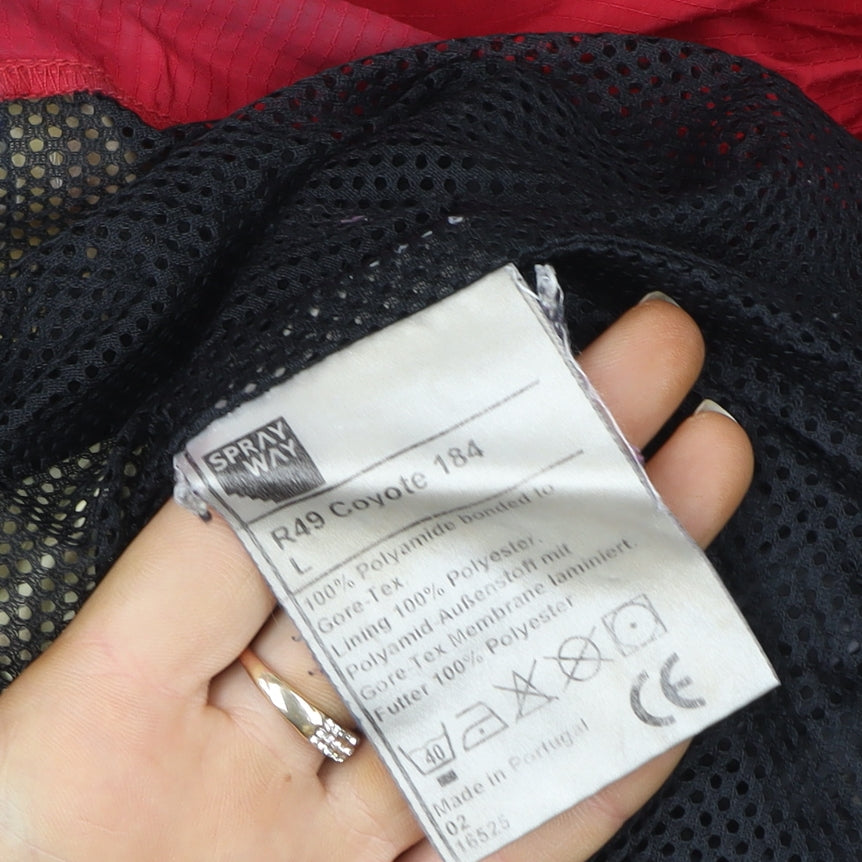 SPRAY
WAY
R49 Coyote 184
L
100% Polyamide bonded to
Gore-Tex.
Lining 100% Polyester.
Polyamid-Außenstoff mit
Gore-Tex Membrane laminiert.
Futter 100% Polyester
40
CE
Made in Portugal
02
16525